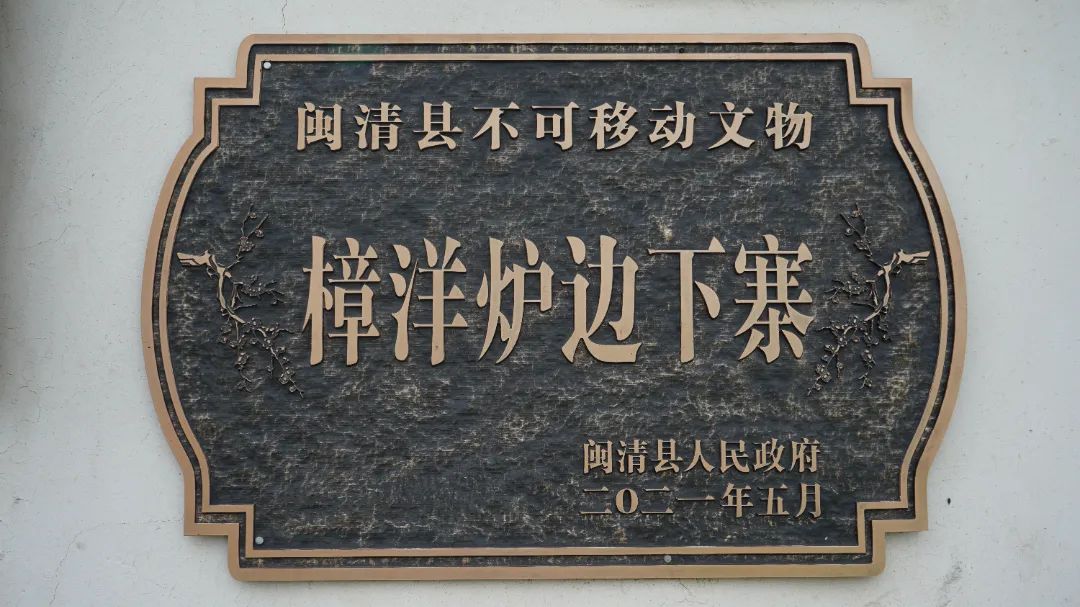 闽清县不可移动文物
樟洋炉边下寨
闽清县人民政府
二〇二一年五月